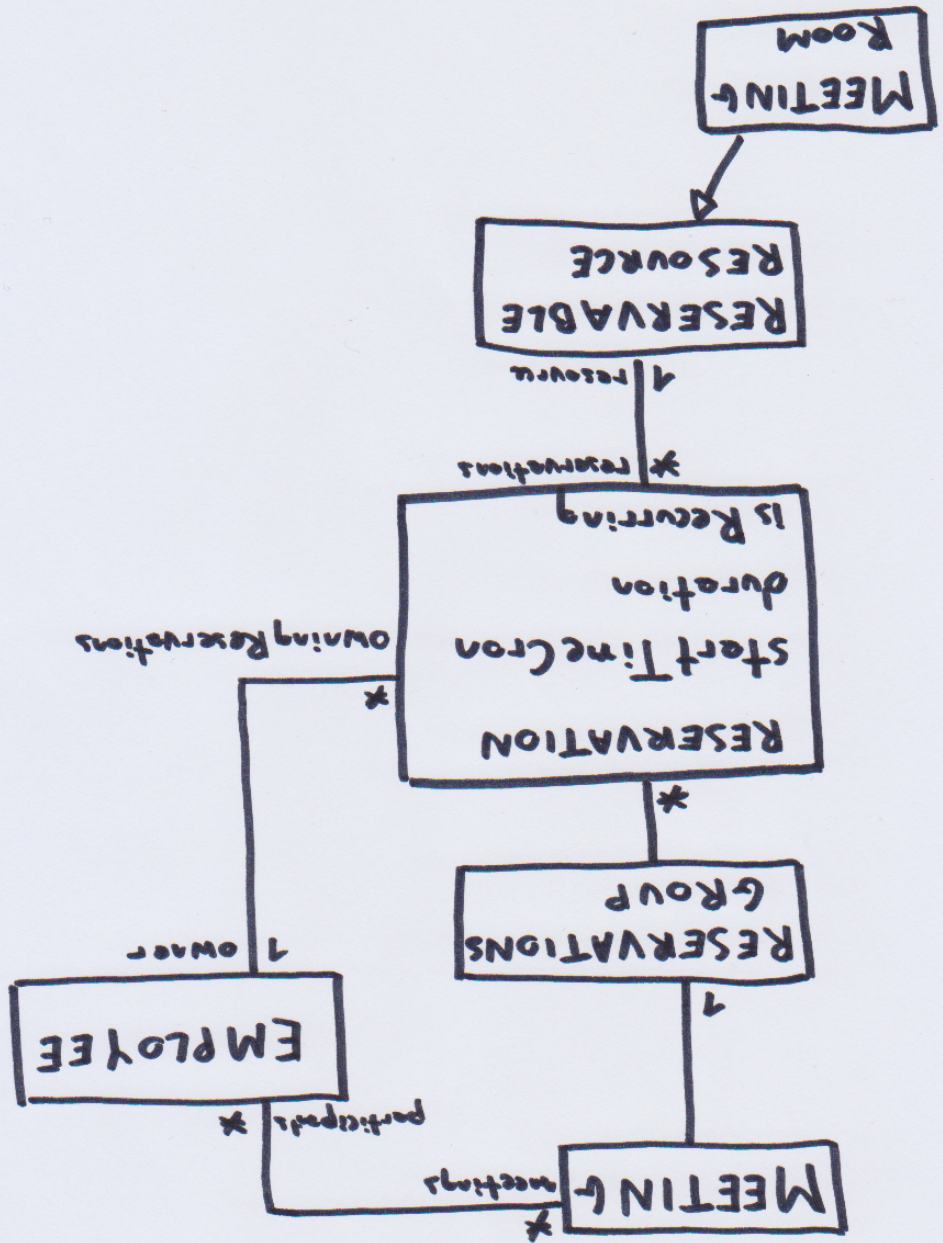 MEETING
* meetings
participants *
EMPLOYEE
1 owner
1
RESERVATIONS
GROUP
*
RESERVATION
startTimeCron
duration
isRecurring
*
owningReservations
* reservations
1 resource
RESERVABLE
RESOURCE
MEETING
ROOM